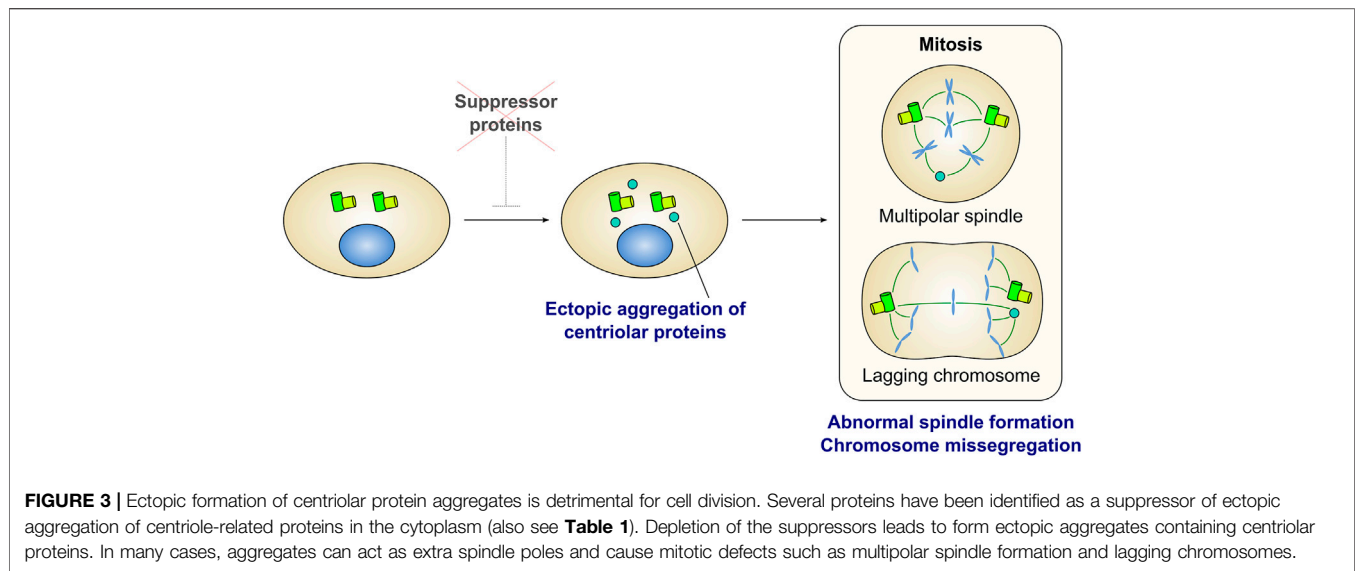 Suppressor
proteins
Ectopic aggregation of
centriolar proteins
Mitosis
Multipolar spindle
Lagging chromosome
Abnormal spindle formation
Chromosome missegregation
FIGURE 3 | Ectopic formation of centriolar protein aggregates is detrimental for cell division. Several proteins have been identified as a suppressor of ectopic
aggregation of centriole-related proteins in the cytoplasm (also see Table 1). Depletion of the suppressors leads to form ectopic aggregates containing centriolar
proteins. In many cases, aggregates can act as extra spindle poles and cause mitotic defects such as multipolar spindle formation and lagging chromosomes.